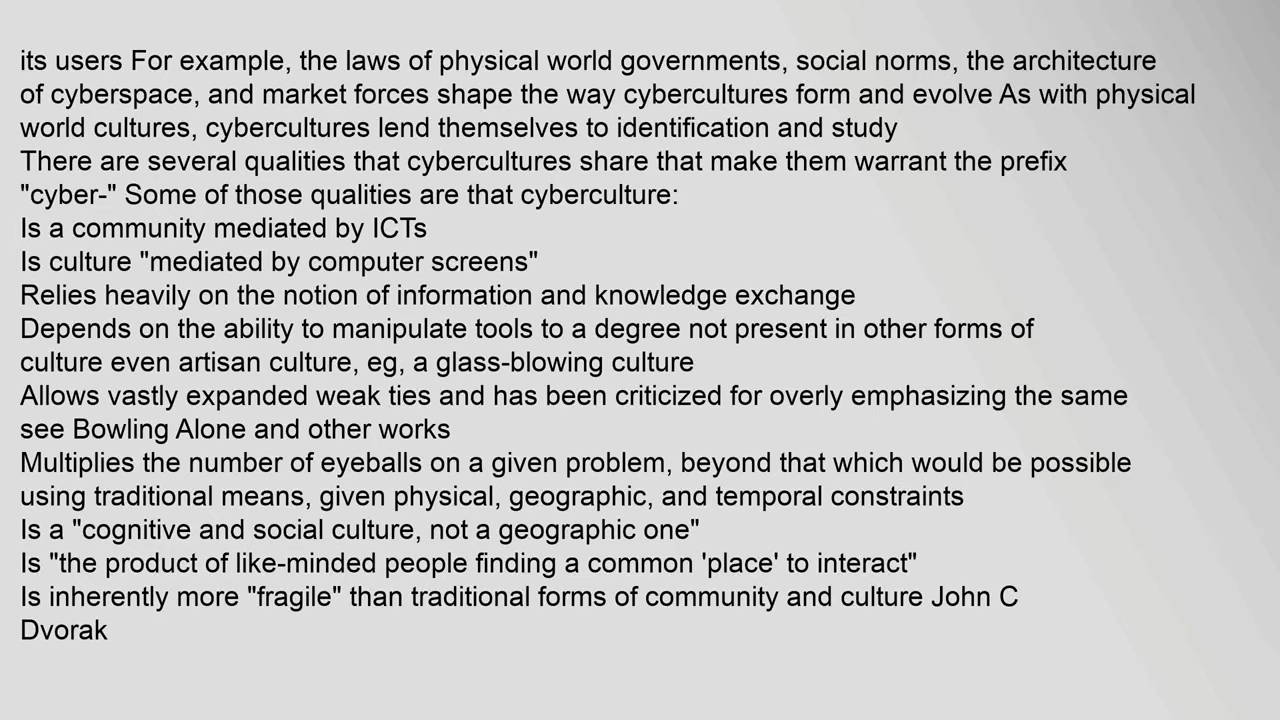 its users For example, the laws of physical world governments, social norms, the architecture
of cyberspace, and market forces shape the way cybercultures form and evolve As with physical
world cultures, cybercultures lend themselves to identification and study
There are several qualities that cybercultures share that make them warrant the prefix
"cyber-" Some of those qualities are that cyberculture:
Is a community mediated by ICTs
Is culture "mediated by computer screens"
Relies heavily on the notion of information and knowledge exchange
Depends on the ability to manipulate tools to a degree not present in other forms of
culture even artisan culture, eg, a glass-blowing culture
Allows vastly expanded weak ties and has been criticized for overly emphasizing the same
see Bowling Alone and other works
Multiplies the number of eyeballs on a given problem, beyond that which would be possible
using traditional means, given physical, geographic, and temporal constraints
Is a "cognitive and social culture, not a geographic one"
Is "the product of like-minded people finding a common 'place' to interact"
Is inherently more "fragile" than traditional forms of community and culture John C
Dvorak